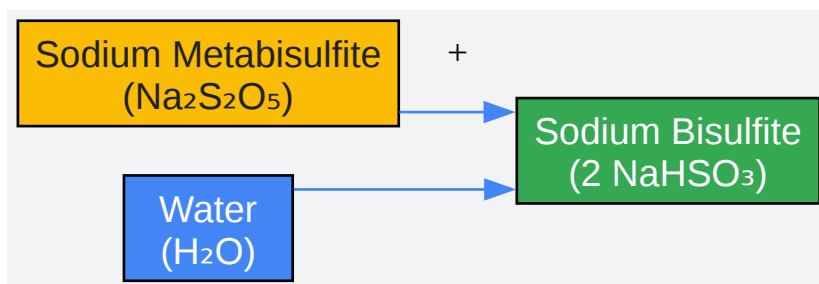 Sodium Metabisulfite
(Na₂S₂O₅)
+
Sodium Bisulfite
(2 NaHSO₃)
Water
(H₂O)